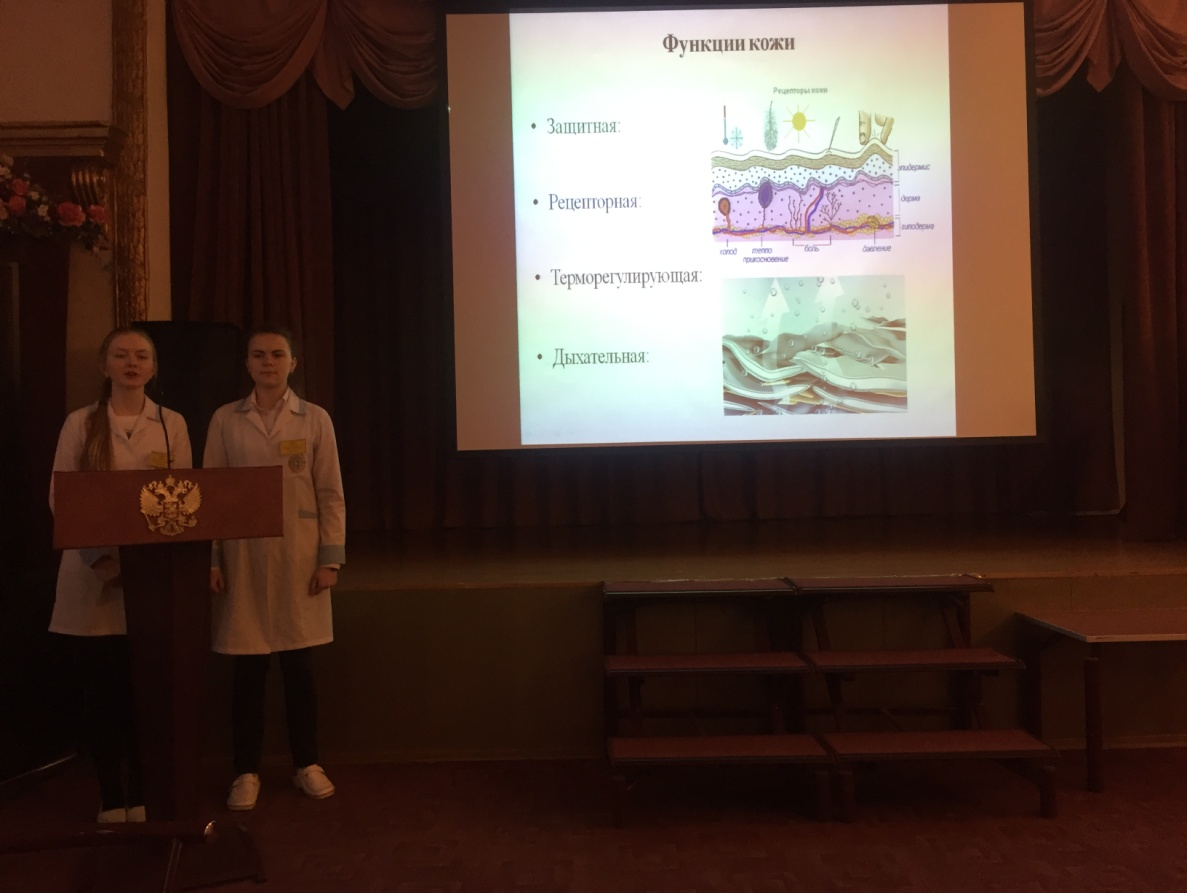 Функции кожи
Рецепторы кожи
• Защитная:
• Рецепторная:
• Терморегулирующая:
• Дыхательная:
эпидермис
дерма
гиподерма
холод
тепло
прикосновение
боль
давление